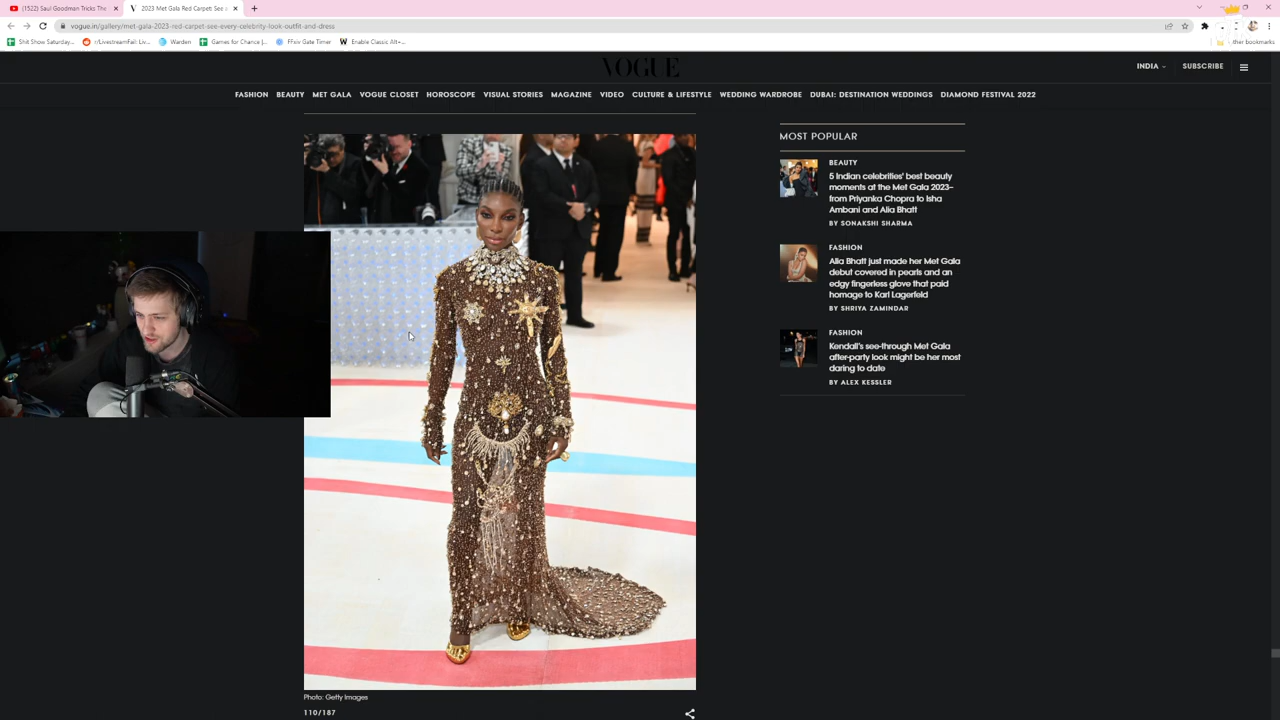 (1522) Saul Goodman Tricks The
2023 Met Gala Red Carpet: See
vogue.in/gallery/met-gala-2023-red-carpet-see-every-celebrity-look-outfit-and-dress
Shit Show Saturday...
r/LivestreamFail: Liv...
Warden
Games for Chance |...
FFxiv Gate Timer
Enable Classic Alt+...
ther bookmarks
VOGUE
INDIA
SUBSCRIBE
FASHION BEAUTY MET GALA VOGUE CLOSET HOROSCOPE VISUAL STORIES MAGAZINE VIDEO CULTURE & LIFESTYLE WEDDING WARDROBE DUBAI: DESTINATION WEDDINGS DIAMOND FESTIVAL 2022
MOST POPULAR
BEAUTY
5 Indian celebrities' best beauty
moments at the Met Gala 2023–
from Priyanka Chopra to Isha
Ambani and Alia Bhatt
BY SONAKSHI SHARMA
FASHION
Alia Bhatt just made her Met Gala
debut covered in pearls and an
edgy fingerless glove that paid
homage to Karl Lagerfeld
BY SHRIYA ZAMINDAR
FASHION
Kendall's see-through Met Gala
after-party look might be her most
daring to date
BY ALEX KESSLER
Photo: Getty Images
110/187